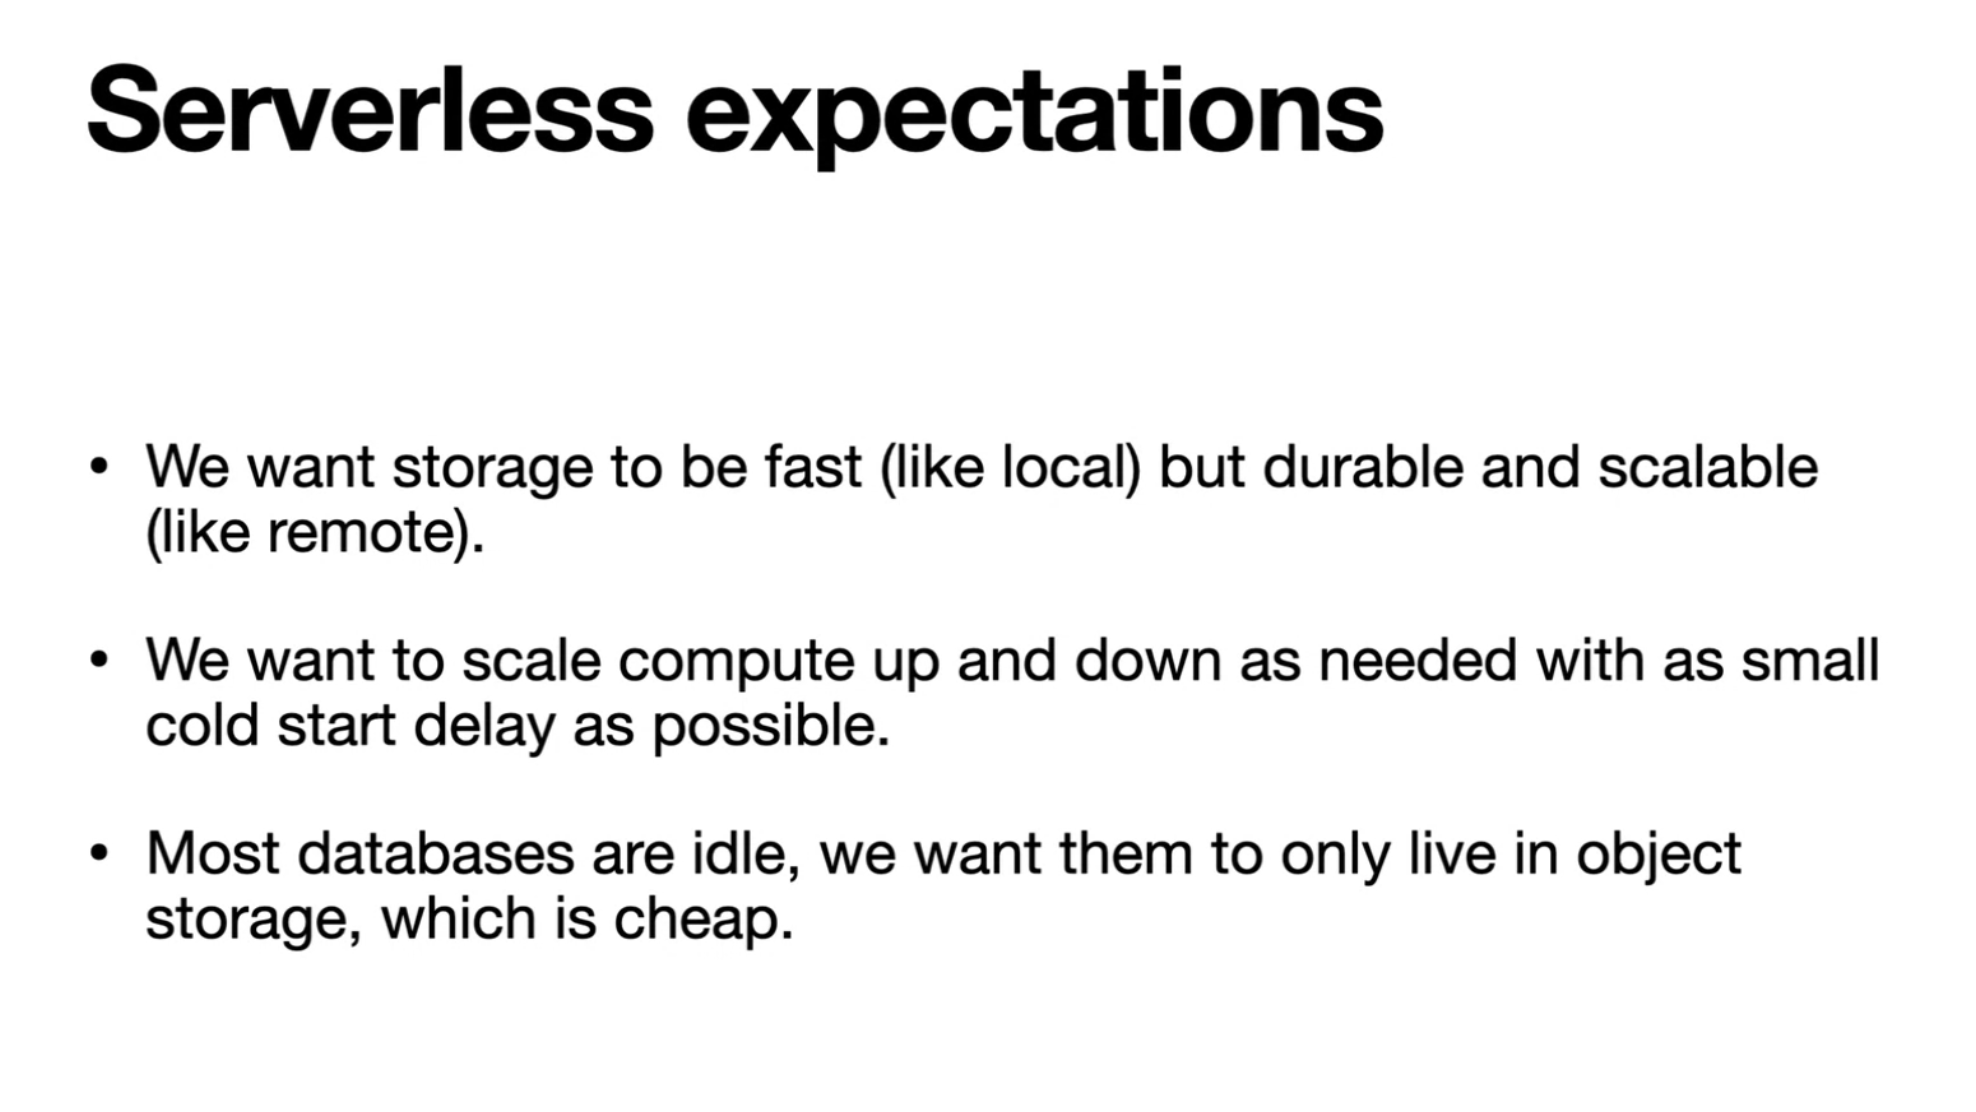 Serverless expectations
• We want storage to be fast (like local) but durable and scalable
(like remote).
• We want to scale compute up and down as needed with as small
cold start delay as possible.
• Most databases are idle, we want them to only live in object
storage, which is cheap.